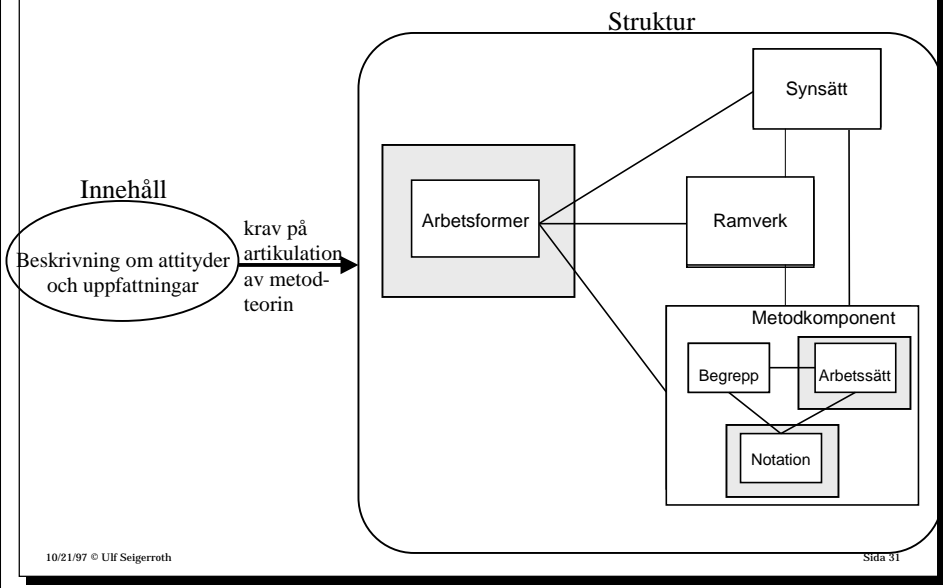 Struktur
Synsätt
Arbetsformer
Ramverk
Innehåll
Beskrivning om attityder
och uppfattningar
krav på
artikulation
av metod-
teorin
Metodkomponent
Begrepp
Arbetssätt
Notation
10/21/97 © Ulf Seigerroth
Sida 31